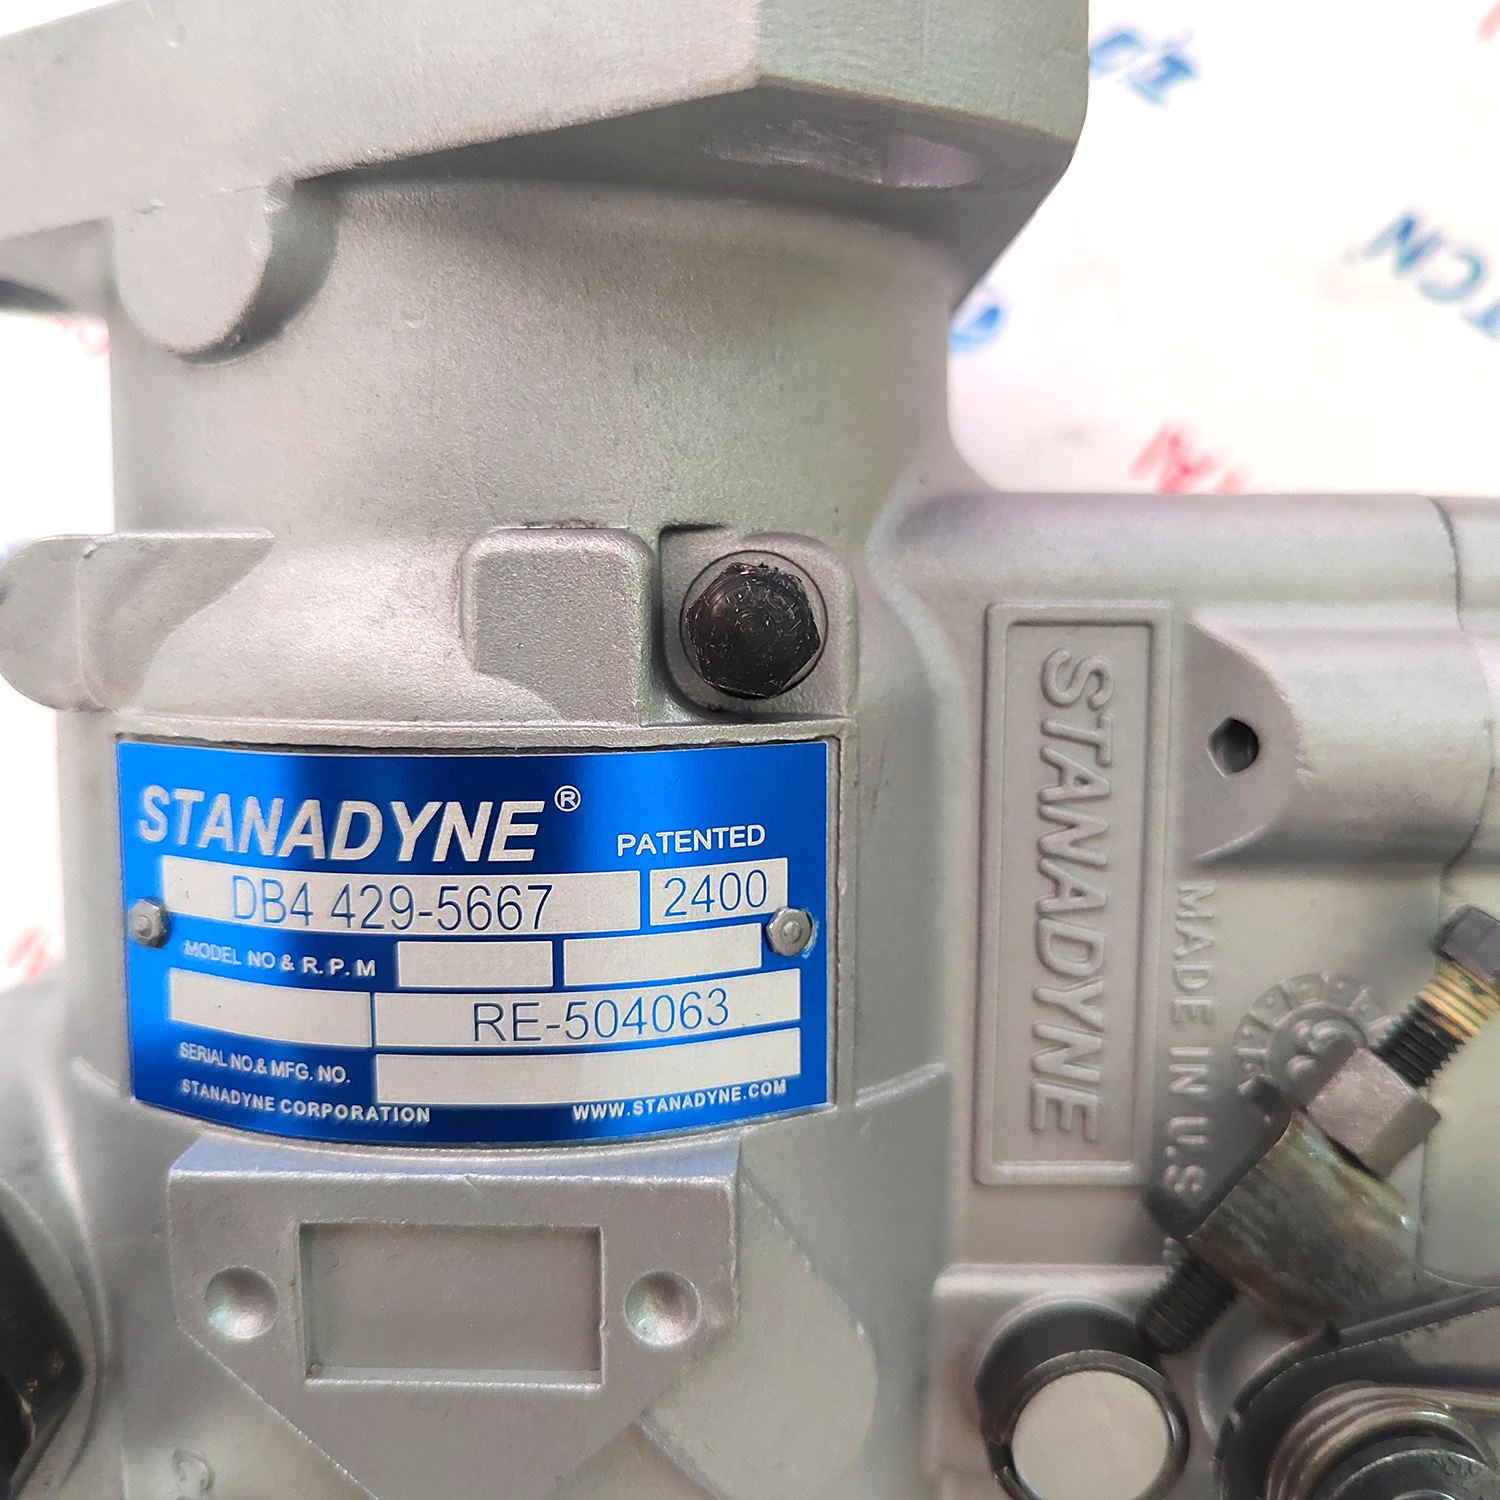 TCN
STANADYNE®
PATENTED
DB4 429-5667 2400
MODEL NO & R.P.M
RE-504063
SERIAL NO.& MFG. NO.
STANADYNE CORPORATION WWW.STANADYNE.COM
STANADYNE
MADE IN U.S